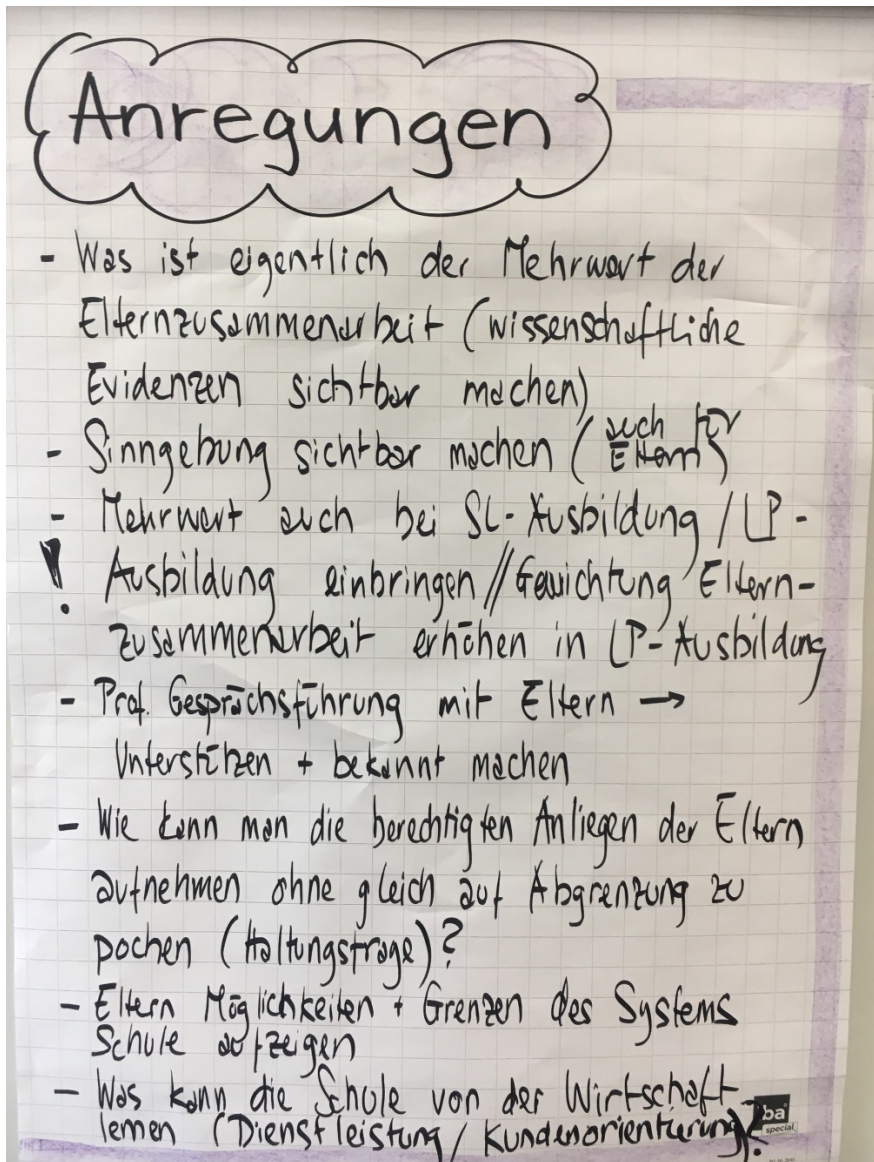 Anregungen
- Was ist eigentlich der Mehrwert der
Elternzusammenarbeit (wissenschaftliche
Evidenzen sichtbar machen)
- Sinngebung sichtbar machen (auch für
Eltern)
- Mehrwert auch bei SL-Ausbildung / LP-
! Ausbildung einbringen // Gewichtung Eltern-
zusammenarbeit erhöhen in LP-Ausbildung
- Prof. Gesprächsführung mit Eltern →
Unterstützen + bekannt machen
- Wie kann man die berechtigten Anliegen der Eltern
aufnehmen ohne gleich auf Abgrenzung zu
pochen (Haltungsfrage)?
- Eltern Möglichkeiten + Grenzen des Systems
Schule aufzeigen
- Was kann die Schule von der Wirtschaft
lernen (Dienstleistung / Kundenorientierung)?
ba
special